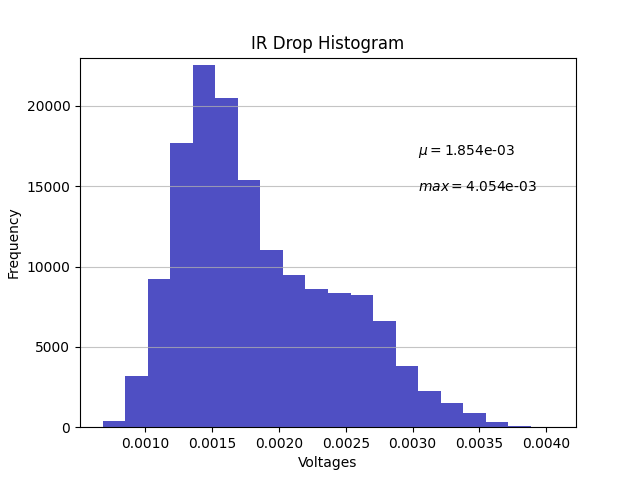 IR Drop Histogram
20000
15000
10000
5000
0
Frequency
μ = 1.854e-03
max = 4.054e-03
0.0010 0.0015 0.0020 0.0025 0.0030 0.0035 0.0040
Voltages